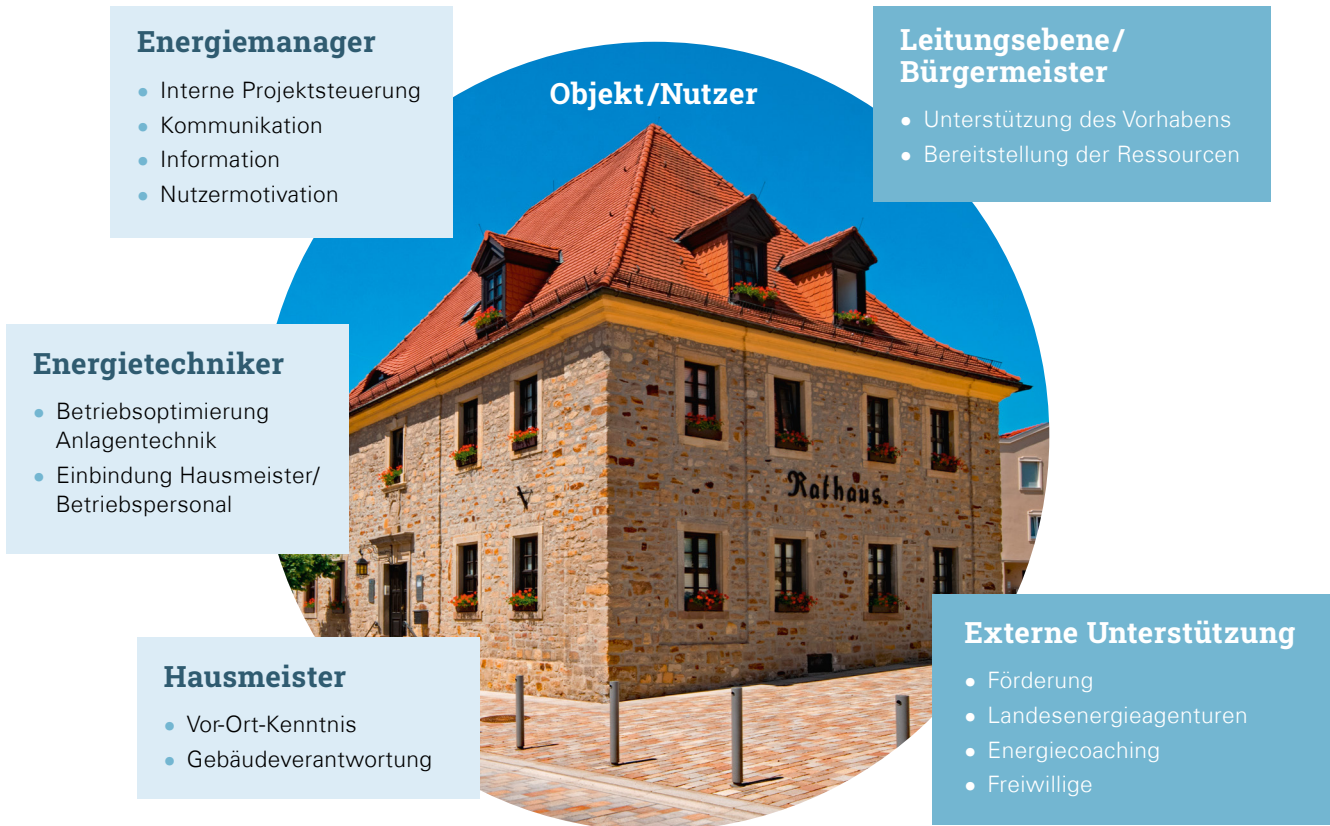 Energiemanager
• Interne Projektsteuerung
• Kommunikation
• Information
• Nutzermotivation
Objekt/Nutzer
Leitungsebene/
Bürgermeister
• Unterstützung des Vorhabens
• Bereitstellung der Ressourcen
Energietechniker
• Betriebsoptimierung
Anlagentechnik
• Einbindung Hausmeister/
Betriebspersonal
Rathaus.
Hausmeister
• Vor-Ort-Kenntnis
• Gebäudeverantwortung
Externe Unterstützung
• Förderung
• Landesenergieagenturen
• Energiecoaching
• Freiwillige